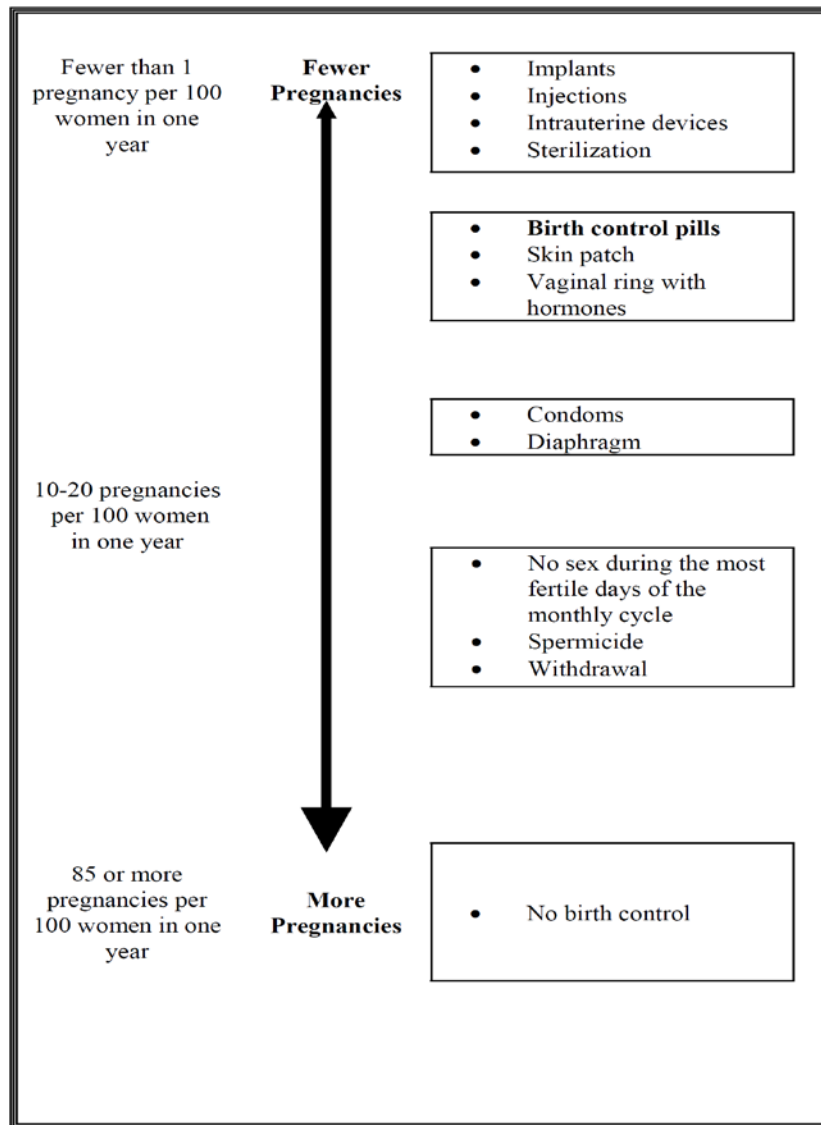 Fewer than 1
pregnancy per 100
women in one
year
Fewer
Pregnancies
• Implants
• Injections
• Intrauterine devices
• Sterilization
• Birth control pills
• Skin patch
• Vaginal ring with
hormones
• Condoms
• Diaphragm
10-20 pregnancies
per 100 women
in one year
• No sex during the most
fertile days of the
monthly cycle
• Spermicide
• Withdrawal
85 or more
pregnancies per
100 women in one
year
More
Pregnancies
• No birth control